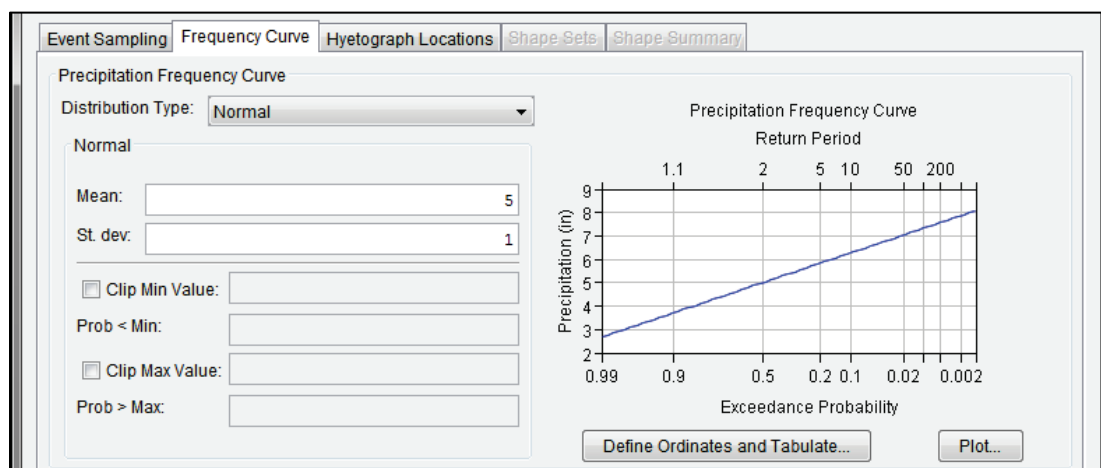 Event Sampling Frequency Curve Hyetograph Locations Shape Sets Shape Summary
Precipitation Frequency Curve
Distribution Type: Normal
Normal
Mean: 5
St. dev: 1
Clip Min Value:
Prob < Min:
Clip Max Value:
Prob > Max:
Precipitation Frequency Curve
Return Period
1.1 2 5 10 50 200
Precipitation (in)
9
8
7
6
5
4
3
2
0.99 0.9 0.5 0.2 0.1 0.02 0.002
Exceedance Probability
Define Ordinates and Tabulate... Plot...